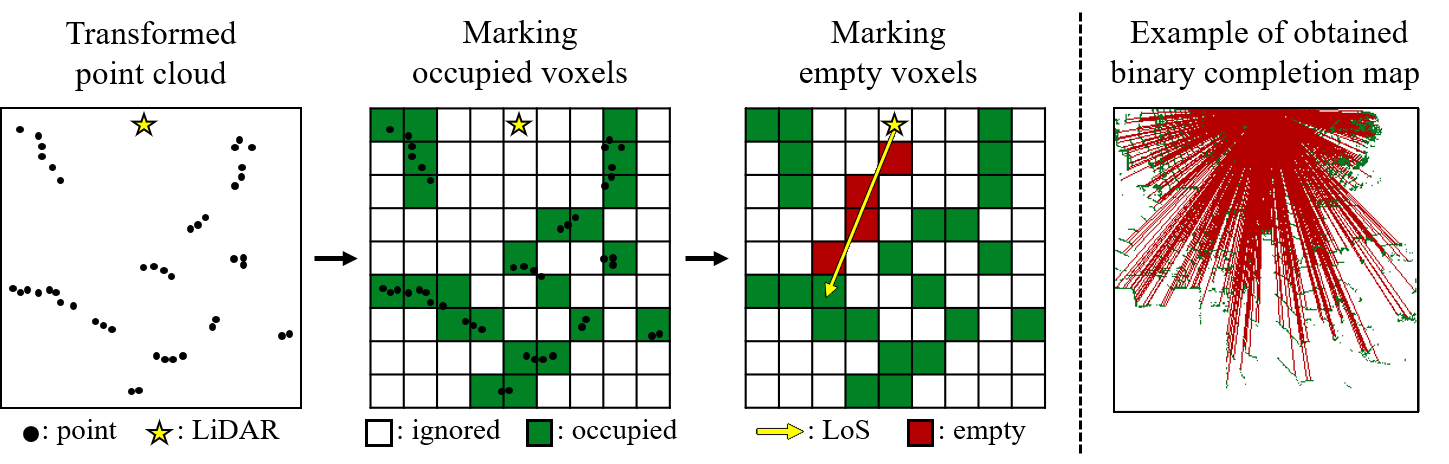 Transformed
point cloud
Marking
occupied voxels
Marking
empty voxels
Example of obtained
binary completion map
: point
: LiDAR
: ignored
: occupied
: LoS
: empty